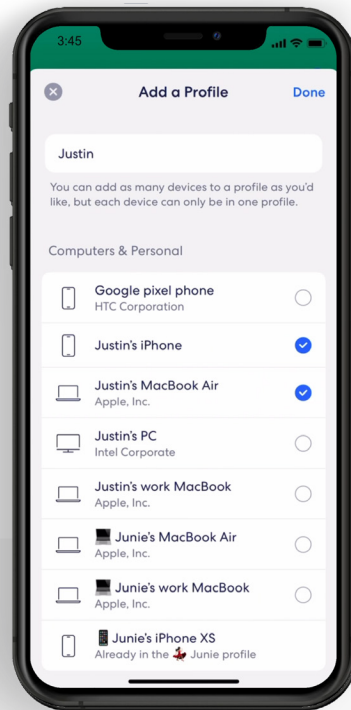 3:45
Add a Profile
Done
Justin
You can add as many devices to a profile as you'd
like, but each device can only be in one profile.
Computers & Personal
Google pixel phone
HTC Corporation
Justin's iPhone
Justin's MacBook Air
Apple, Inc.
Justin's PC
Intel Corporate
Justin's work MacBook
Apple, Inc.
💻 Junie's MacBook Air
Apple, Inc.
💻 Junie's work MacBook
Apple, Inc.
📱 Junie's iPhone XS
Already in the 💃 Junie profile